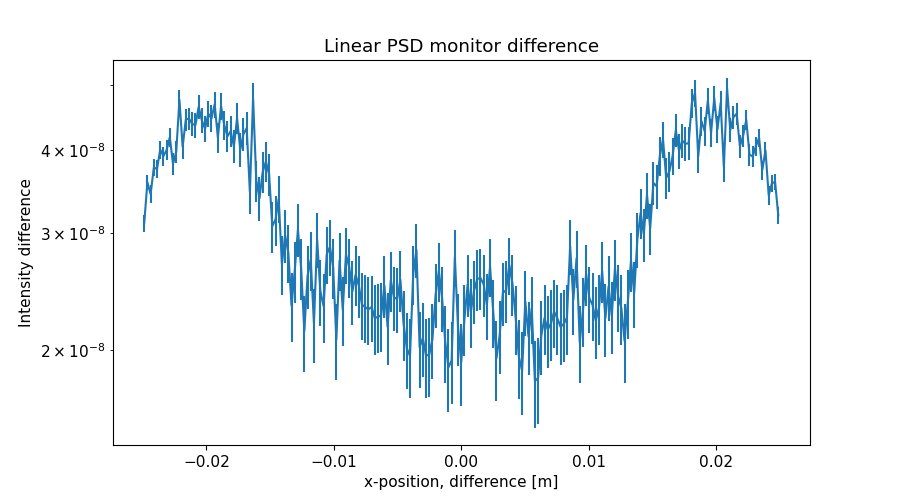 Linear PSD monitor difference
Intensity difference
4 × 10⁻⁸
3 × 10⁻⁸
2 × 10⁻⁸
−0.02 −0.01 0.00 0.01 0.02
x-position, difference [m]